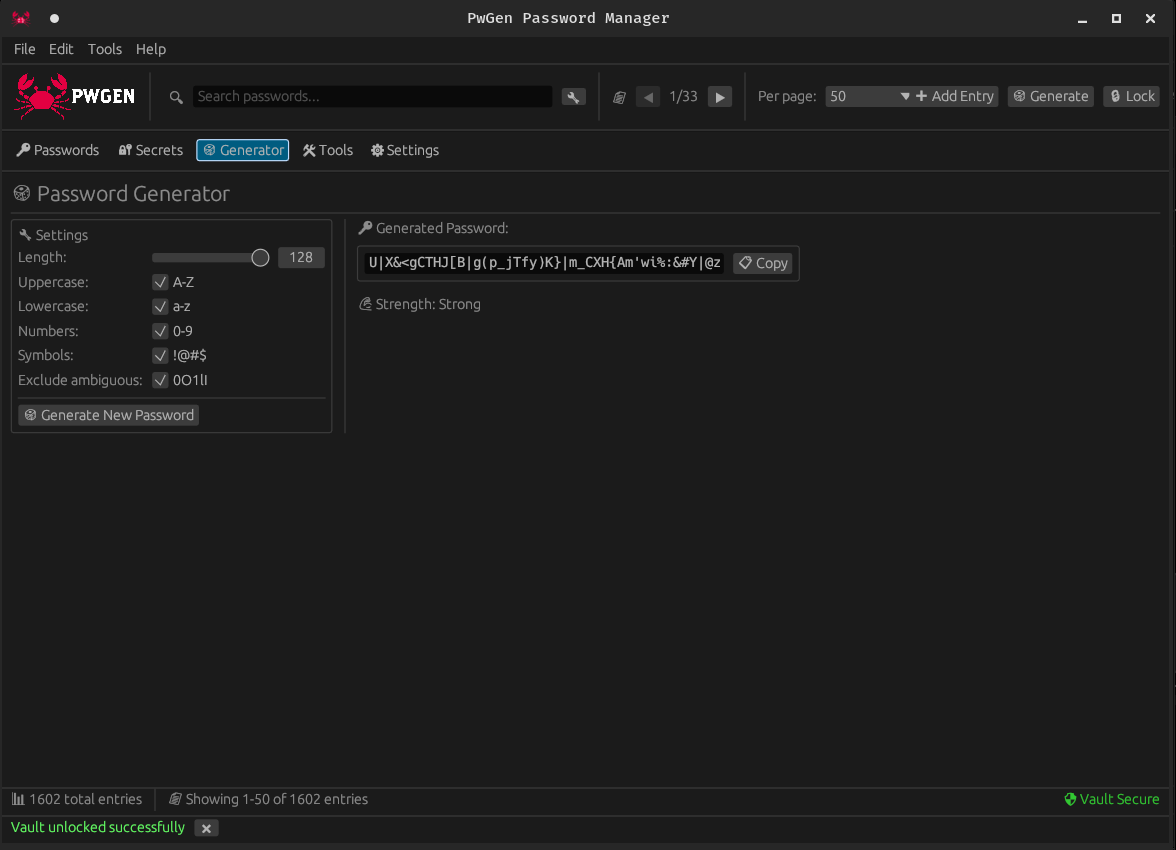 PwGen Password Manager
File Edit Tools Help
PWGEN
Search passwords...
1/33
Per page: 50
Add Entry
Generate
Lock
Passwords Secrets Generator Tools Settings
Password Generator
Settings
Length: 128
Uppercase: A-Z
Lowercase: a-z
Numbers: 0-9
Symbols: !@#$
Exclude ambiguous: 0O1lI
Generate New Password
Generated Password:
U|X&<gCTHJ[B|g(p_jTfy)K}|m_CXH{Am'wi%:&#Y|@z
Copy
Strength: Strong
1602 total entries
Showing 1-50 of 1602 entries
Vault Secure
Vault unlocked successfully